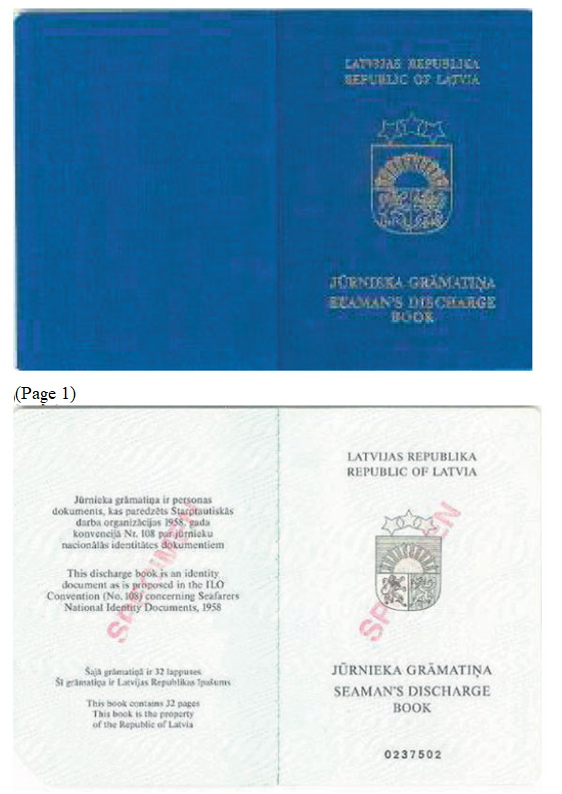 LATVIJAS REPUBLIKA
REPUBLIC OF LATVIA
JŪRNIEKA GRĀMATIŅA
SEAMAN'S DISCHARGE
BOOK
(Page 1)
Jūrnieka grāmatiņa ir personas
dokuments, kas paredzēts Starptautiskās
darba organizācijas 1958. gada
konvencijā Nr. 108 par jūrnieku
nacionālās identitātes dokumentiem
This discharge book is an identity
document as is proposed in the ILO
Convention (No. 108) concerning Seafarers
National Identity Documents, 1958
SPECIMEN
Šajā grāmatiņā ir 32 lappuses
Šī grāmatiņa ir Latvijas Republikas īpašums
This book contains 32 pages
This book is the property
of the Republic of Latvia
LATVIJAS REPUBLIKA
REPUBLIC OF LATVIA
SPECIMEN
JŪRNIEKA GRĀMATIŅA
SEAMAN'S DISCHARGE
BOOK
0237502